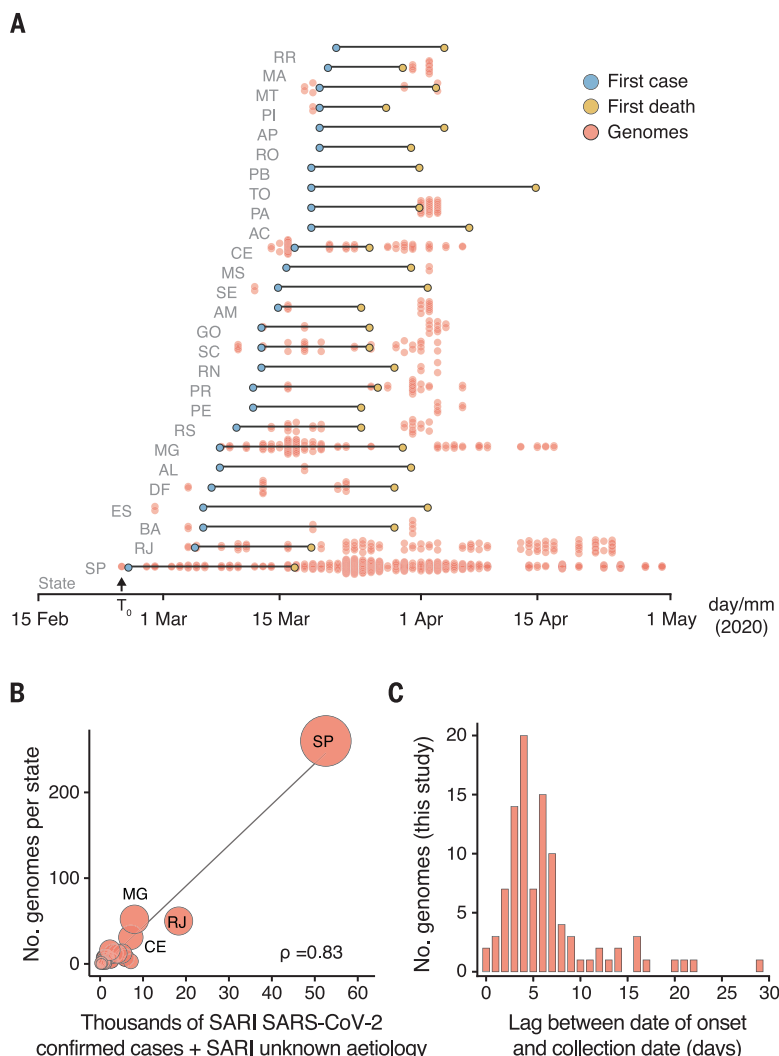 A
RR
MA
MT
PI
AP
RO
PB
TO
PA
AC
CE
MS
SE
AM
GO
SC
RN
PR
PE
RS
MG
AL
DF
ES
BA
RJ
SP
State
First case
First death
Genomes
T0
15 Feb
1 Mar
15 Mar
1 Apr
15 Apr
1 May
day/mm
(2020)
B
No. genomes per state
200
100
0
SP
MG
RJ
CE
ρ =0.83
0 10 20 30 40 50 60
Thousands of SARI SARS-CoV-2
confirmed cases + SARI unknown aetiology
C
No. genomes (this study)
20
15
10
5
0
0 5 10 15 20 25 30
Lag between date of onset
and collection date (days)